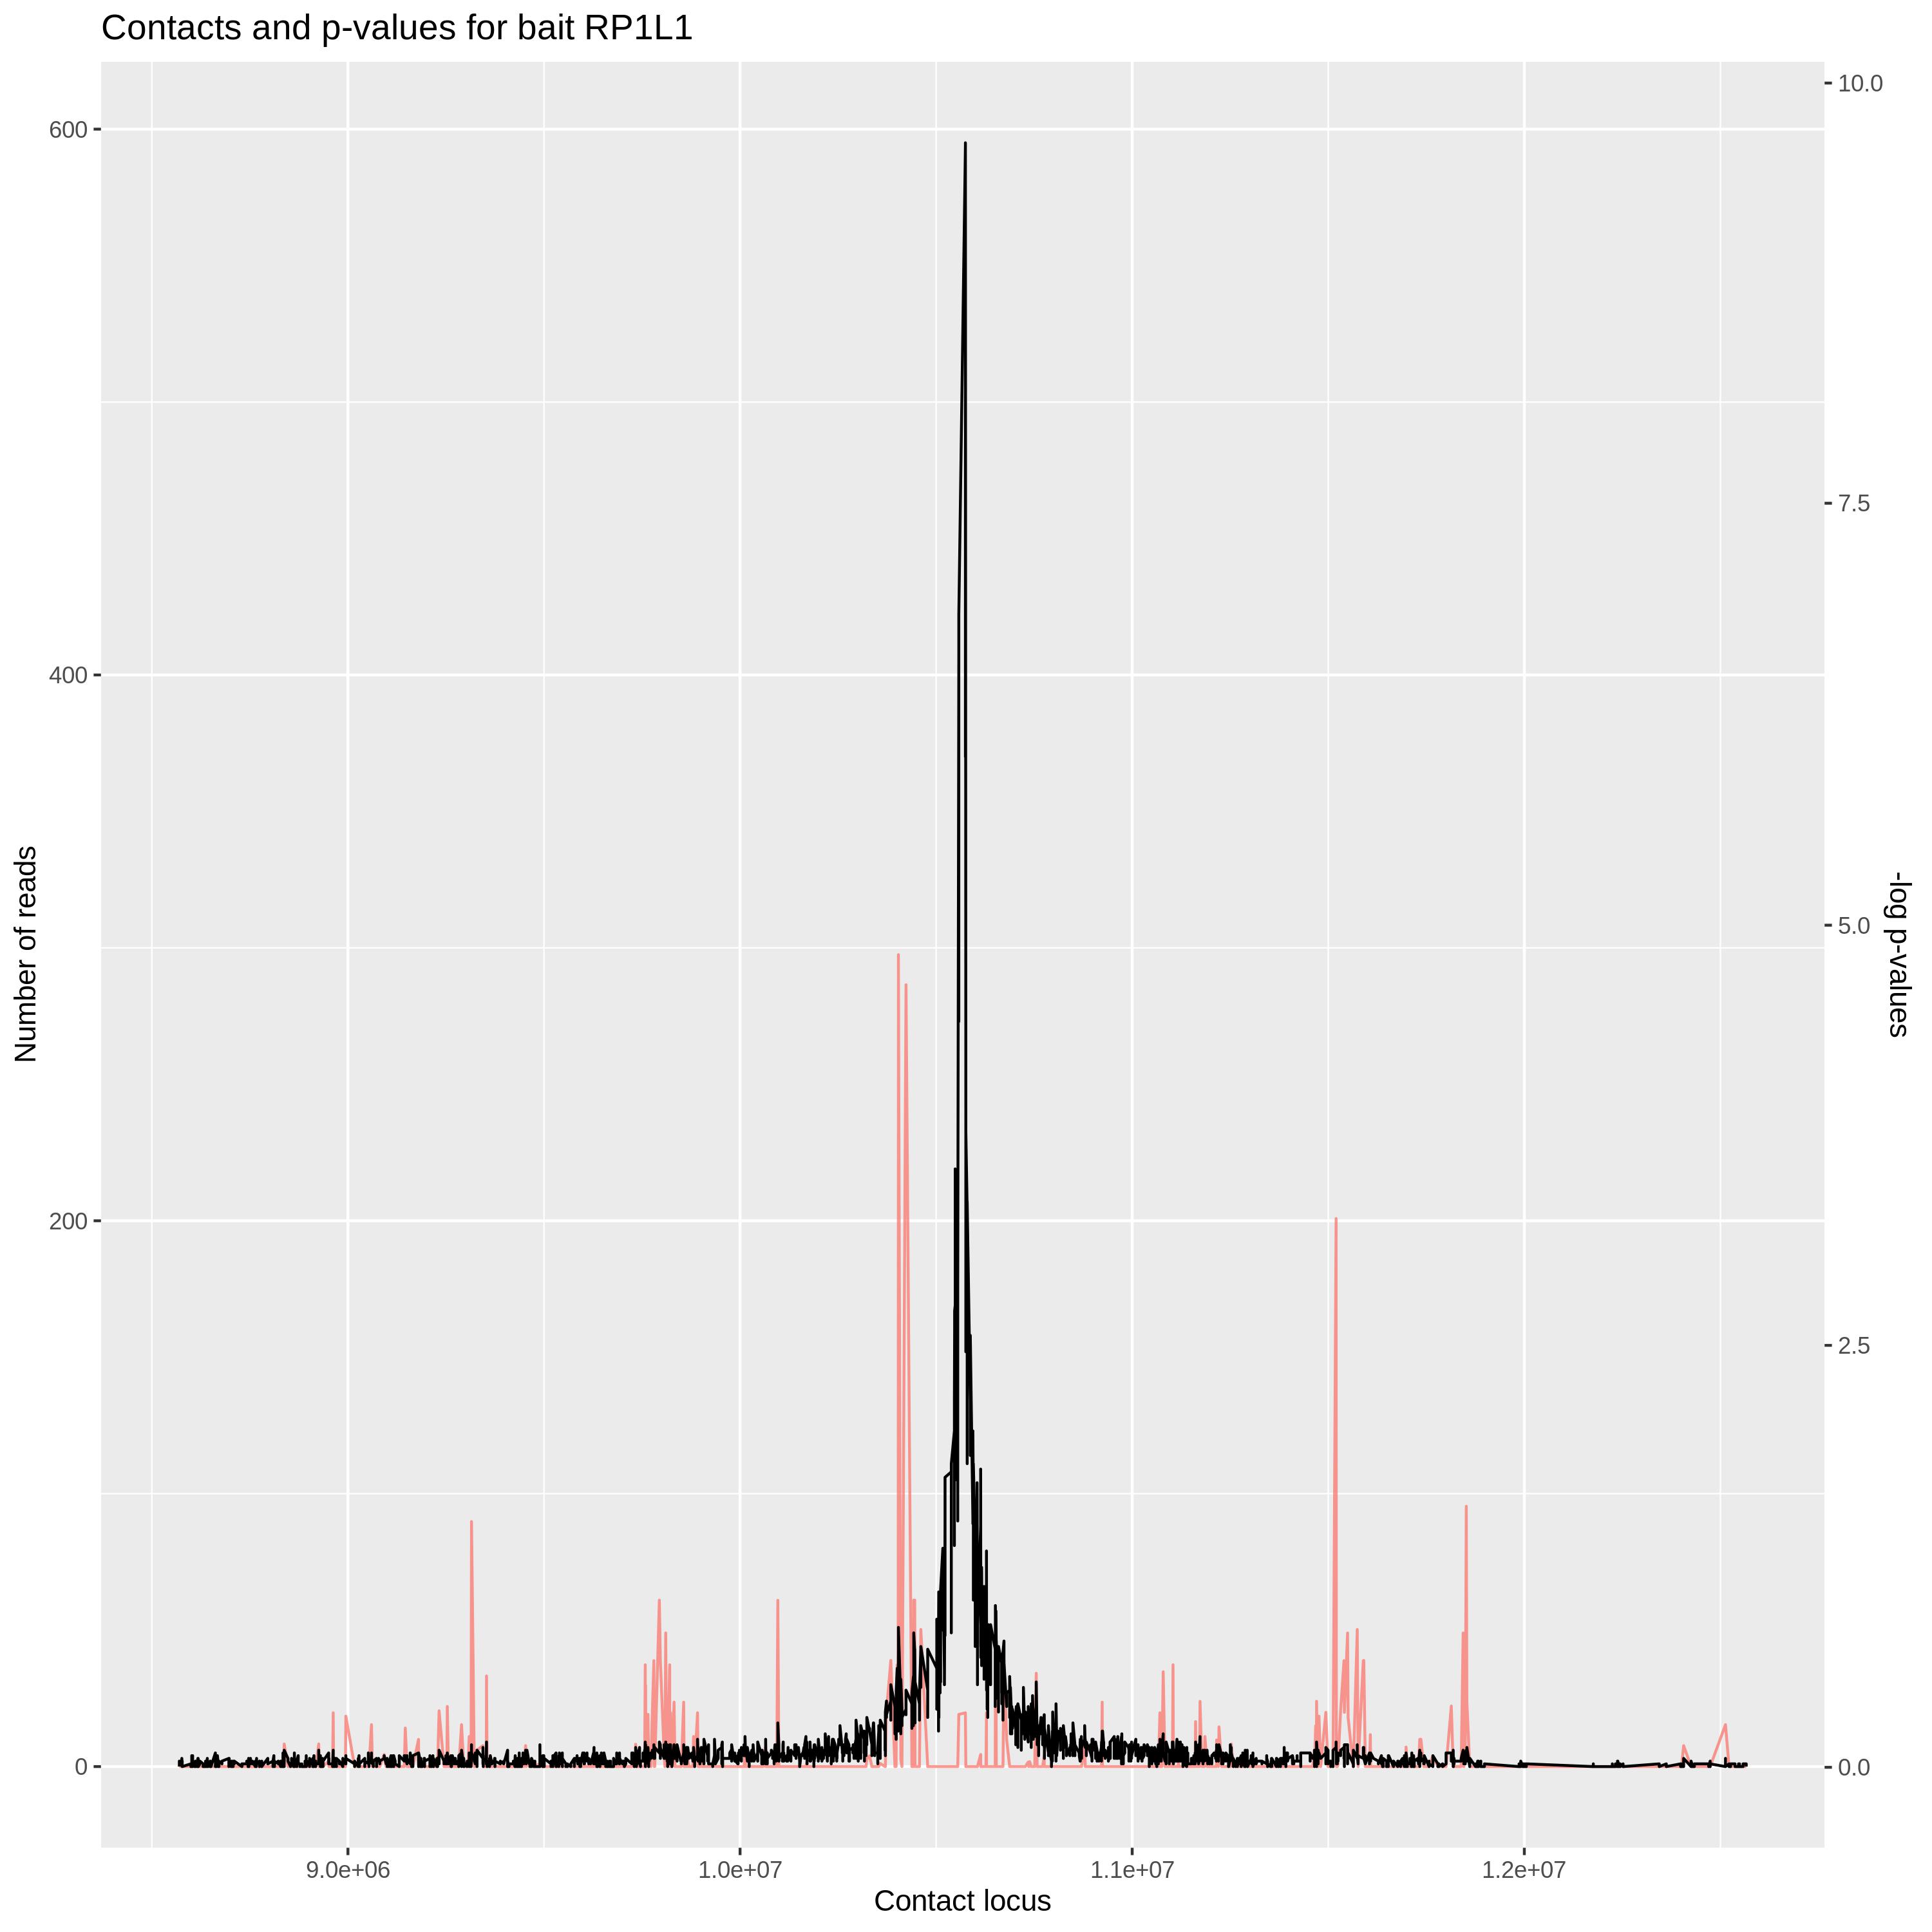 Contacts and p-values for bait RP1L1
600
400
200
0
Number of reads
10.0
7.5
5.0
2.5
0.0
-log p-values
9.0e+06
1.0e+07
1.1e+07
1.2e+07
Contact locus